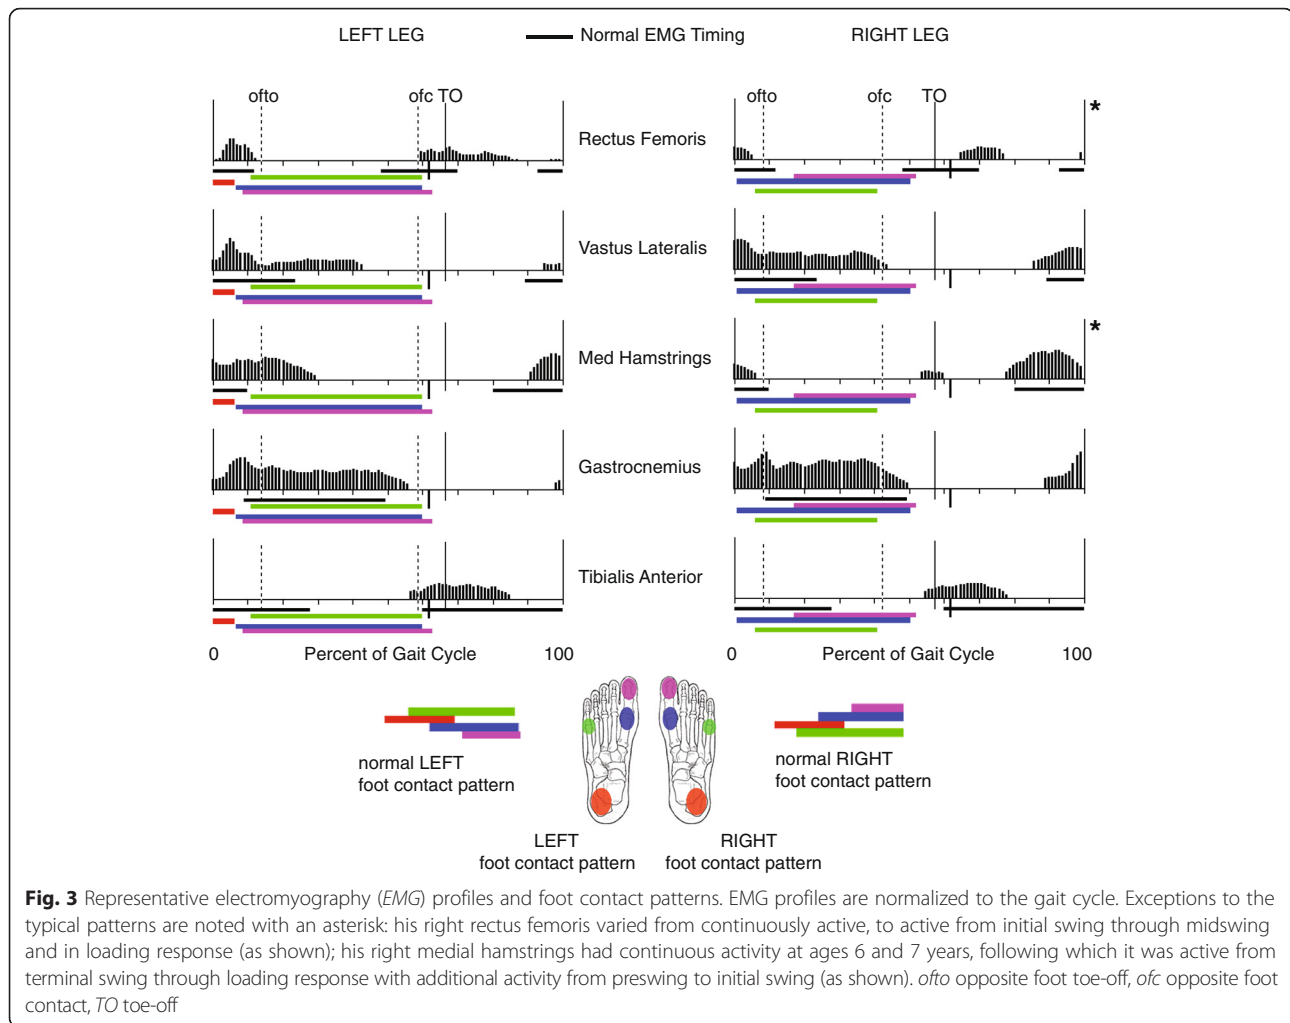 LEFT LEG Normal EMG Timing RIGHT LEG
ofto ofc TO ofto ofc TO *
Rectus Femoris
Vastus Lateralis
Med Hamstrings *
Gastrocnemius
Tibialis Anterior
0 Percent of Gait Cycle 100 0 Percent of Gait Cycle 100
normal LEFT
foot contact pattern
normal RIGHT
foot contact pattern
LEFT
foot contact pattern
RIGHT
foot contact pattern
Fig. 3 Representative electromyography (EMG) profiles and foot contact patterns. EMG profiles are normalized to the gait cycle. Exceptions to the
typical patterns are noted with an asterisk: his right rectus femoris varied from continuously active, to active from initial swing through midswing
and in loading response (as shown); his right medial hamstrings had continuous activity at ages 6 and 7 years, following which it was active from
terminal swing through loading response with additional activity from preswing to initial swing (as shown). ofto opposite foot toe-off, ofc opposite foot
contact, TO toe-off